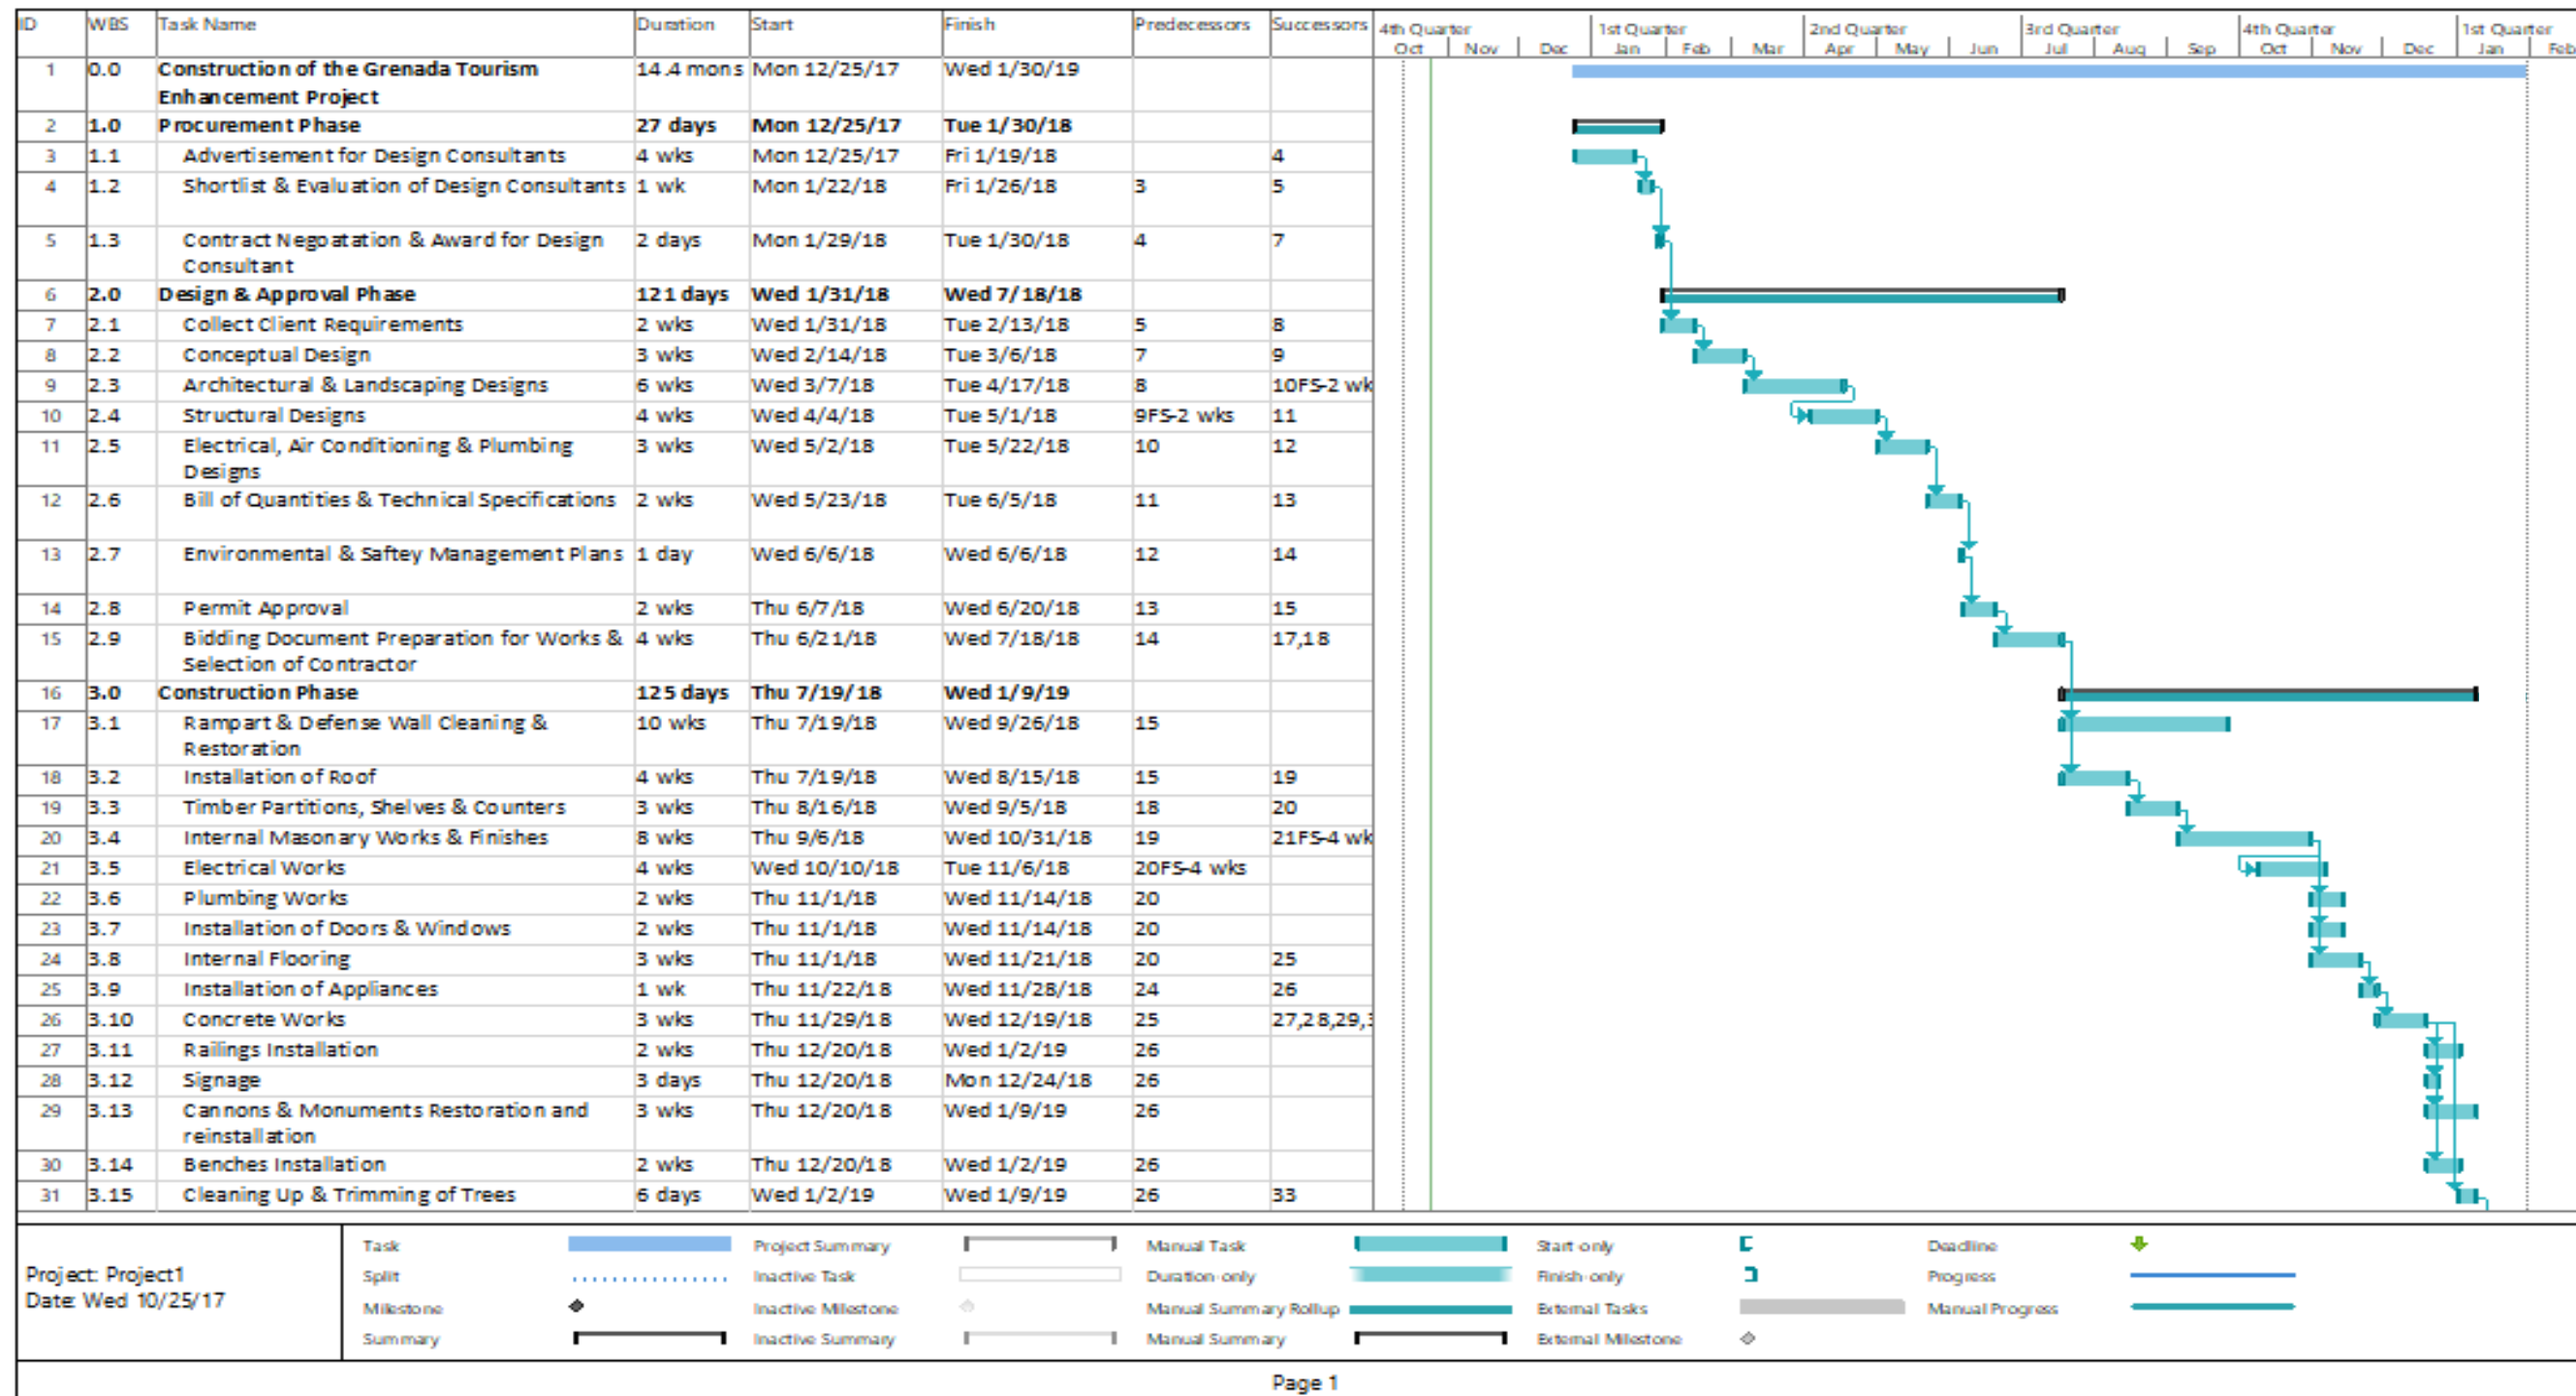 ID WBS Task Name Duration Start Finish Predecessors Successors 4th Quarter 1st Quarter 2nd Quarter 3rd Quarter 4th Quarter 1st Quarter
Oct Nov Dec Jan Feb Mar Apr May Jun Jul Aug Sep Oct Nov Dec Jan Feb
1 0.0 Construction of the Grenada Tourism 14.4 mons Mon 12/25/17 Wed 1/30/19
Enhancement Project
2 1.0 Procurement Phase 27 days Mon 12/25/17 Tue 1/30/18
3 1.1 Advertisement for Design Consultants 4 wks Mon 12/25/17 Fri 1/19/18 4
4 1.2 Shortlist & Evaluation of Design Consultants 1 wk Mon 1/22/18 Fri 1/26/18 3 5
5 1.3 Contract Negoatation & Award for Design 2 days Mon 1/29/18 Tue 1/30/18 4 7
Consultant
6 2.0 Design & Approval Phase 121 days Wed 1/31/18 Wed 7/18/18
7 2.1 Collect Client Requirements 2 wks Wed 1/31/18 Tue 2/13/18 5 8
8 2.2 Conceptual Design 3 wks Wed 2/14/18 Tue 3/6/18 7 9
9 2.3 Architectural & Landscaping Designs 6 wks Wed 3/7/18 Tue 4/17/18 8 10FS-2 wk
10 2.4 Structural Designs 4 wks Wed 4/4/18 Tue 5/1/18 9FS-2 wks 11
11 2.5 Electrical, Air Conditioning & Plumbing 3 wks Wed 5/2/18 Tue 5/22/18 10 12
Designs
12 2.6 Bill of Quantities & Technical Specifications 2 wks Wed 5/23/18 Tue 6/5/18 11 13
13 2.7 Environmental & Saftey Management Plans 1 day Wed 6/6/18 Wed 6/6/18 12 14
14 2.8 Permit Approval 2 wks Thu 6/7/18 Wed 6/20/18 13 15
15 2.9 Bidding Document Preparation for Works & 4 wks Thu 6/21/18 Wed 7/18/18 14 17,18
Selection of Contractor
16 3.0 Construction Phase 125 days Thu 7/19/18 Wed 1/9/19
17 3.1 Rampart & Defense Wall Cleaning & 10 wks Thu 7/19/18 Wed 9/26/18 15
Restoration
18 3.2 Installation of Roof 4 wks Thu 7/19/18 Wed 8/15/18 15 19
19 3.3 Timber Partitions, Shelves & Counters 3 wks Thu 8/16/18 Wed 9/5/18 18 20
20 3.4 Internal Masonary Works & Finishes 8 wks Thu 9/6/18 Wed 10/31/18 19 21FS-4 wk
21 3.5 Electrical Works 4 wks Wed 10/10/18 Tue 11/6/18 20FS-4 wks
22 3.6 Plumbing Works 2 wks Thu 11/1/18 Wed 11/14/18 20
23 3.7 Installation of Doors & Windows 2 wks Thu 11/1/18 Wed 11/14/18 20
24 3.8 Internal Flooring 3 wks Thu 11/1/18 Wed 11/21/18 20 25
25 3.9 Installation of Appliances 1 wk Thu 11/22/18 Wed 11/28/18 24 26
26 3.10 Concrete Works 3 wks Thu 11/29/18 Wed 12/19/18 25 27,28,29,3
27 3.11 Railings Installation 2 wks Thu 12/20/18 Wed 1/2/19 26
28 3.12 Signage 3 days Thu 12/20/18 Mon 12/24/18 26
29 3.13 Cannons & Monuments Restoration and 3 wks Thu 12/20/18 Wed 1/9/19 26
reinstallation
30 3.14 Benches Installation 2 wks Thu 12/20/18 Wed 1/2/19 26
31 3.15 Cleaning Up & Trimming of Trees 6 days Wed 1/2/19 Wed 1/9/19 26 33
Project: Project1
Date: Wed 10/25/17
Task Project Summary Manual Task Start-only Deadline
Split Inactive Task Duration-only Finish-only Progress
Milestone Inactive Milestone Manual Summary Rollup External Tasks Manual Progress
Summary Inactive Summary Manual Summary External Milestone
Page 1